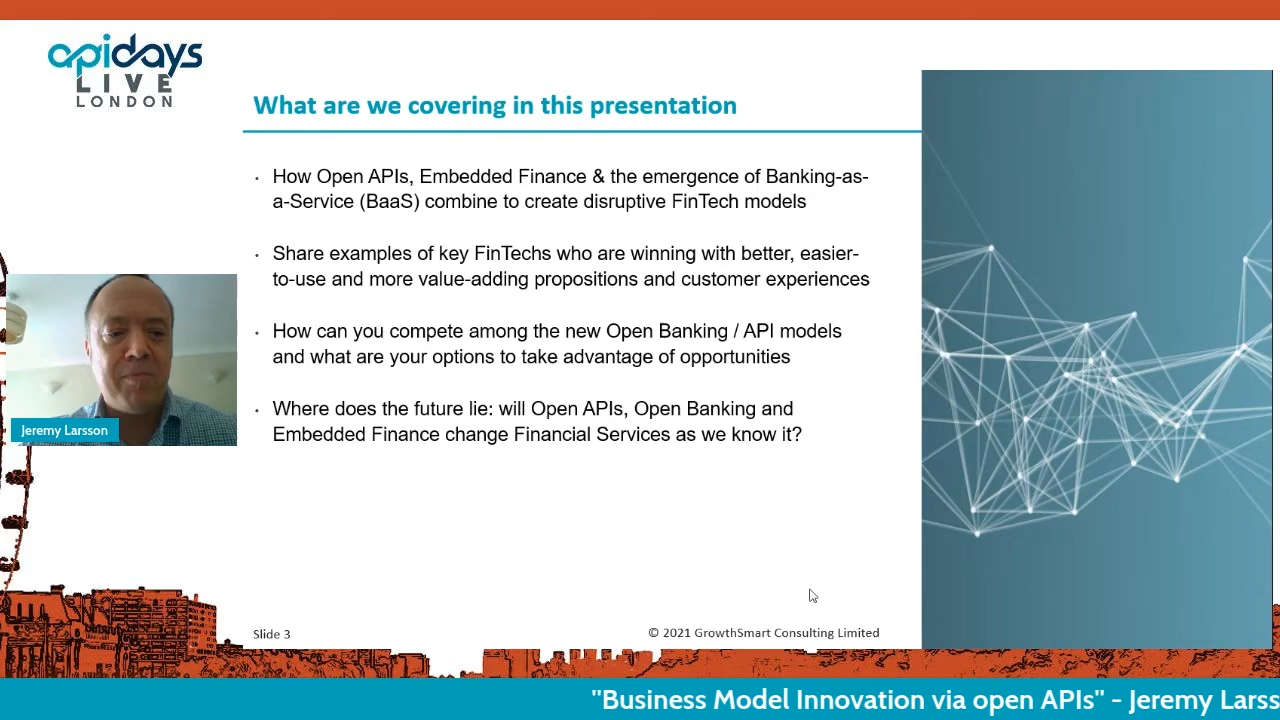 apidays
LIVE
LONDON
What are we covering in this presentation
• How Open APIs, Embedded Finance & the emergence of Banking-as-
a-Service (BaaS) combine to create disruptive FinTech models
• Share examples of key FinTechs who are winning with better, easier-
to-use and more value-adding propositions and customer experiences
• How can you compete among the new Open Banking / API models
and what are your options to take advantage of opportunities
• Where does the future lie: will Open APIs, Open Banking and
Embedded Finance change Financial Services as we know it?
Jeremy Larsson
Slide 3
© 2021 GrowthSmart Consulting Limited
"Business Model Innovation via open APIs" - Jeremy Larss